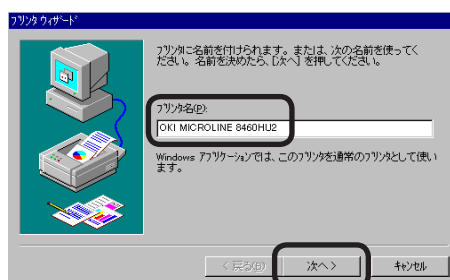 プリンタ ウィザード
プリンタに名前を付けられます。または、次の名前を使ってく
ださい。名前を決めたら、[次へ] を押してください。
プリンタ名(P):
OKI MICROLINE 8460HU2
Windows アプリケーションでは、このプリンタを通常のプリンタとして使い
ます。
< 戻る(B)
次へ >
キャンセル